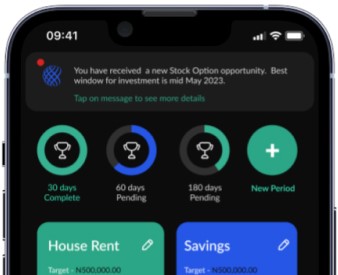 09:41
You have received a new Stock Option opportunity. Best
window for investment is mid May 2023.
Tap on message to see more details
30 days
Complete
60 days
Pending
180 days
Pending
New Period
House Rent
Savings
Target - N500,000.00
Target - N500,000.00